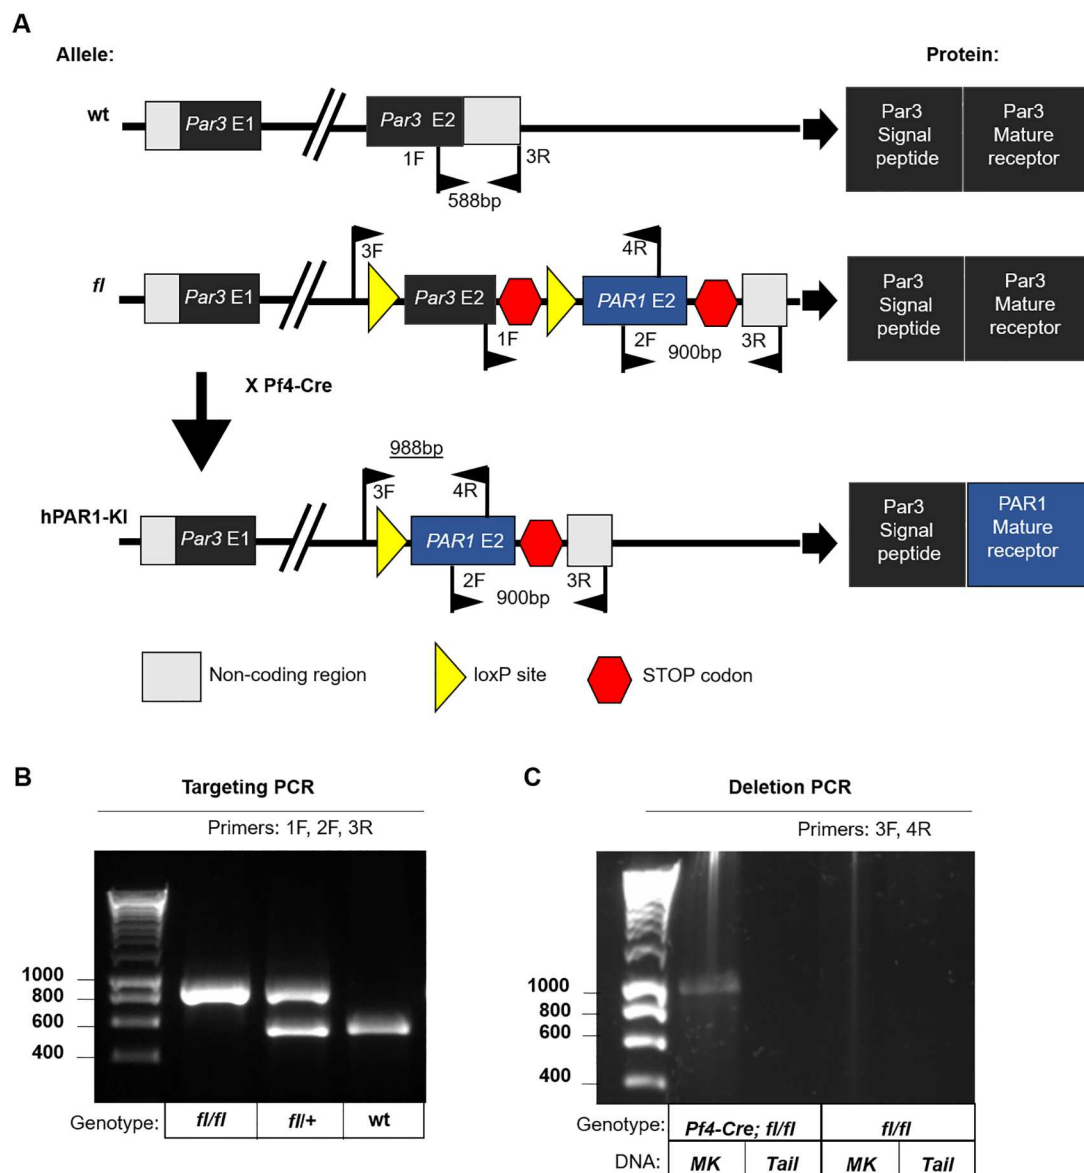 A
Allele:
Protein:
wt
Par3 E1
Par3 E2
1F
3R
588bp
Par3
Signal
peptide
Par3
Mature
receptor
fl
Par3 E1
3F
Par3 E2
1F
4R
PAR1 E2
2F
3R
900bp
Par3
Signal
peptide
Par3
Mature
receptor
X Pf4-Cre
hPAR1-KI
Par3 E1
988bp
3F
4R
PAR1 E2
2F
3R
900bp
Par3
Signal
peptide
PAR1
Mature
receptor
Non-coding region
loxP site
STOP codon
B
Targeting PCR
Primers: 1F, 2F, 3R
1000
800
600
400
Genotype: fl/fl fl/+ wt
C
Deletion PCR
Primers: 3F, 4R
1000
800
600
400
Genotype: Pf4-Cre; fl/fl fl/fl
DNA: MK Tail MK Tail